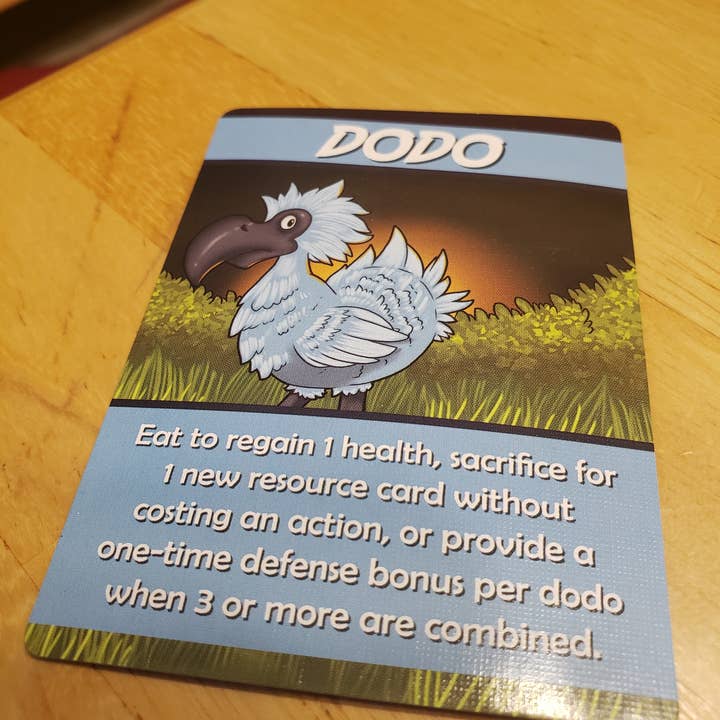 DODO
Eat to regain 1 health, sacrifice for
1 new resource card without
costing an action, or provide a
one-time defense bonus per dodo
when 3 or more are combined.